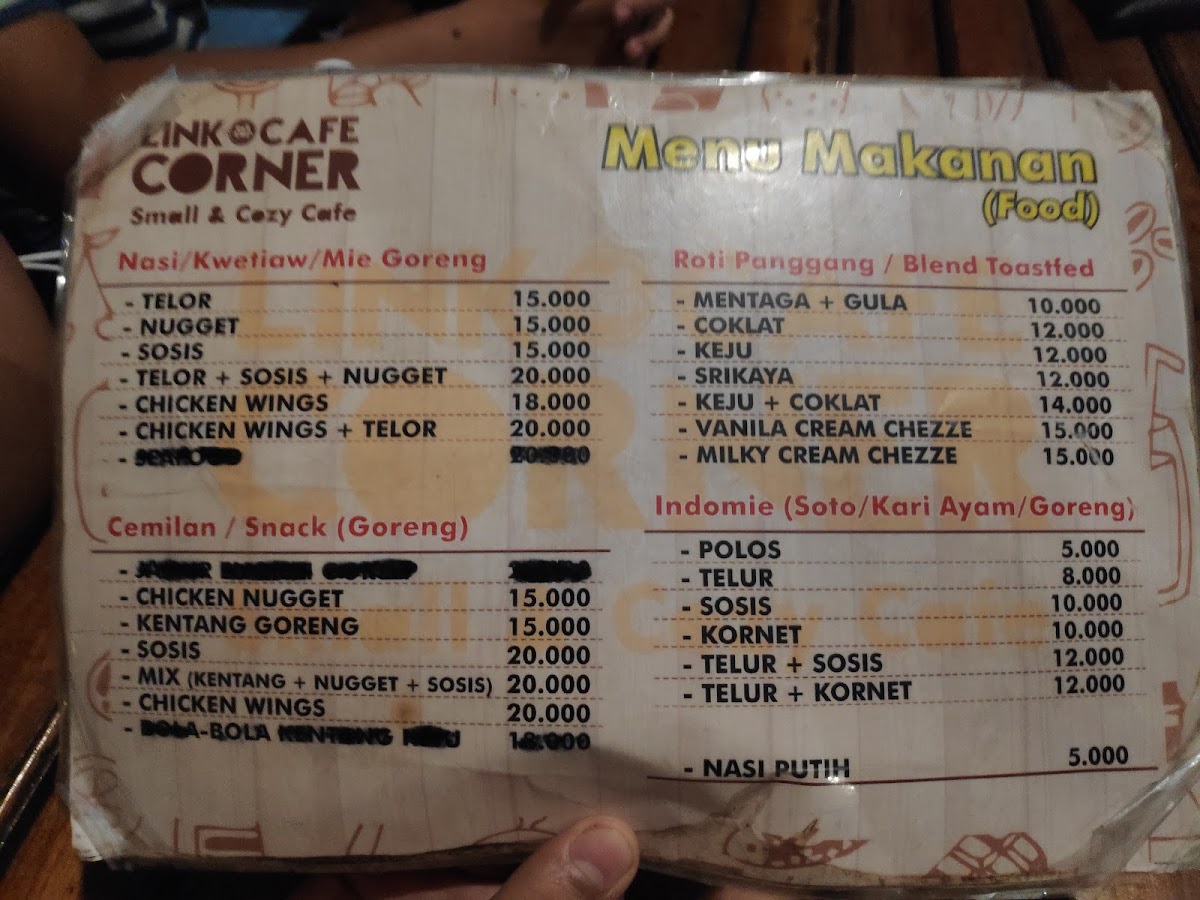 LINK CAFE
CORNER
Small & Cozy Cafe
Menu Makanan
(Food)
Nasi/Kwetiaw/Mie Goreng
- TELOR 15.000
- NUGGET 15.000
- SOSIS 15.000
- TELOR + SOSIS + NUGGET 20.000
- CHICKEN WINGS 18.000
- CHICKEN WINGS + TELOR 20.000
Cemilan / Snack (Goreng)
- CHICKEN NUGGET 15.000
- KENTANG GORENG 15.000
- SOSIS 20.000
- MIX (KENTANG + NUGGET + SOSIS) 20.000
- CHICKEN WINGS 20.000
- BOLA-BOLA
Roti Panggang / Blend Toastfed
- MENTAGA + GULA 10.000
- COKLAT 12.000
- KEJU 12.000
- SRIKAYA 12.000
- KEJU + COKLAT 14.000
- VANILA CREAM CHEZZE 15.000
- MILKY CREAM CHEZZE 15.000
Indomie (Soto/Kari Ayam/Goreng)
- POLOS 5.000
- TELUR 8.000
- SOSIS 10.000
- KORNET 10.000
- TELUR + SOSIS 12.000
- TELUR + KORNET 12.000
- NASI PUTIH 5.000